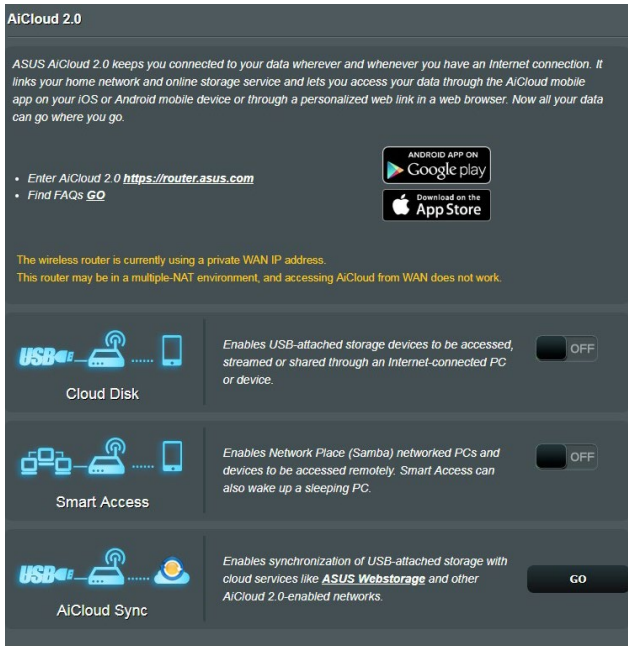 AiCloud 2.0
ASUS AiCloud 2.0 keeps you connected to your data wherever and whenever you have an Internet connection. It
links your home network and online storage service and lets you access your data through the AiCloud mobile
app on your iOS or Android mobile device or through a personalized web link in a web browser. Now all your data
can go where you go.
• Enter AiCloud 2.0 https://router.asus.com
• Find FAQs GO
ANDROID APP ON
Google play
Download on the
App Store
The wireless router is currently using a private WAN IP address.
This router may be in a multiple-NAT environment, and accessing AiCloud from WAN does not work.
USB
Cloud Disk
Enables USB-attached storage devices to be accessed,
streamed or shared through an Internet-connected PC
or device.
OFF
Smart Access
Enables Network Place (Samba) networked PCs and
devices to be accessed remotely. Smart Access can
also wake up a sleeping PC.
OFF
USB
AiCloud Sync
Enables synchronization of USB-attached storage with
cloud services like ASUS Webstorage and other
AiCloud 2.0-enabled networks.
GO